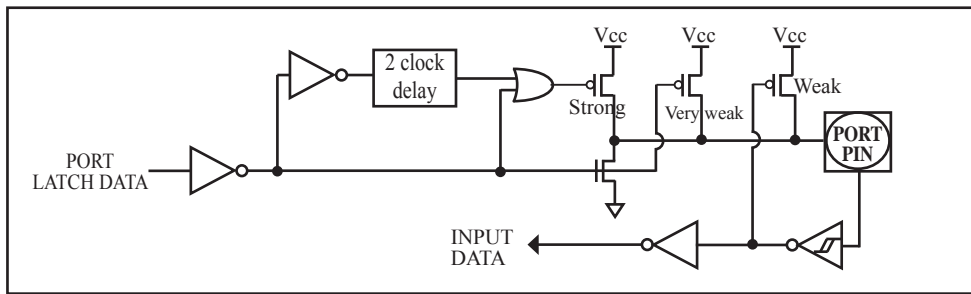 Vcc
Vcc
Vcc
2 clock
delay
Strong
Very weak
Weak
PORT
PIN
PORT
LATCH DATA
INPUT
DATA